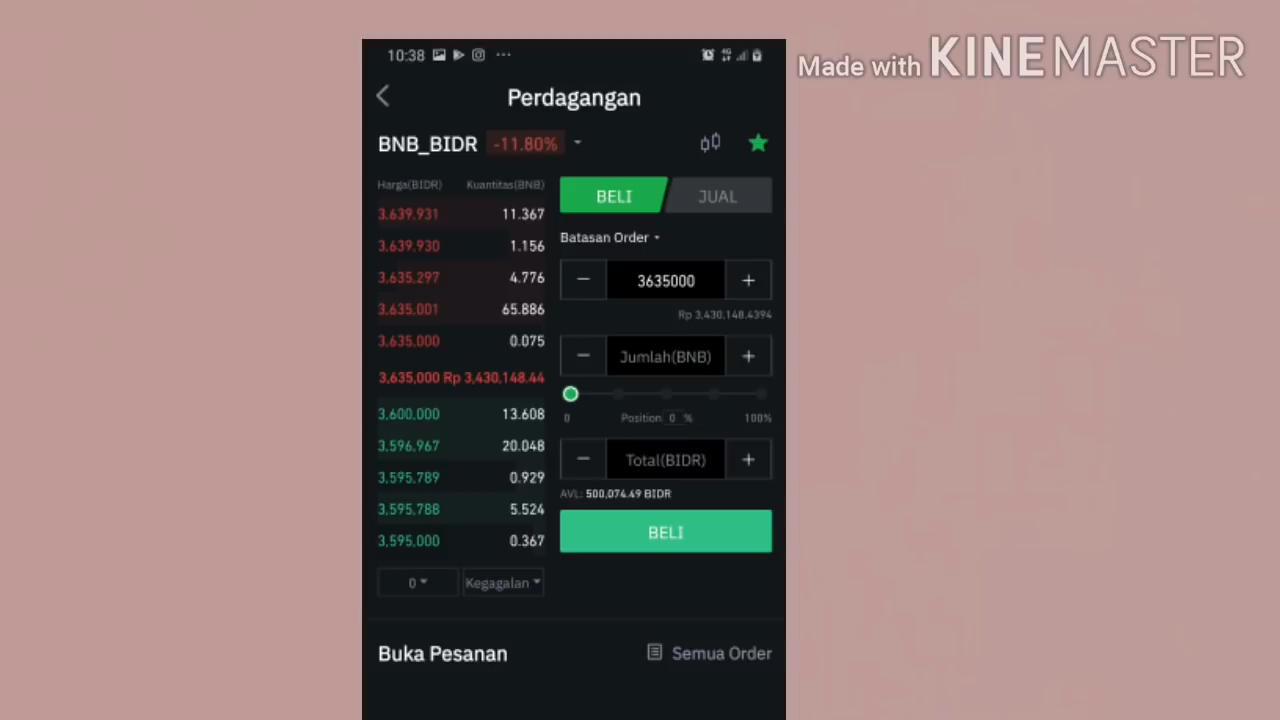 Made with KINEMASTER
10:38
Perdagangan
BNB_BIDR -11.80%
Harga(BIDR) Kuantitas(BNB)
3,639,931 11.367
3,639,930 1.156
3,635,297 4.776
3,635,001 65.886
3,635,000 0.075
3,635,000 Rp 3,430,148.44
3,600,000 13.608
3,596,967 20.048
3,595,789 0.929
3,595,788 5.524
3,595,000 0.367
0 Kegagalan
BELI JUAL
Batasan Order
- 3635000 +
Rp 3,430,148.4394
- Jumlah(BNB) +
0 Position 0 % 100%
- Total(BIDR) +
AVL: 500,074.49 BIDR
BELI
Buka Pesanan Semua Order